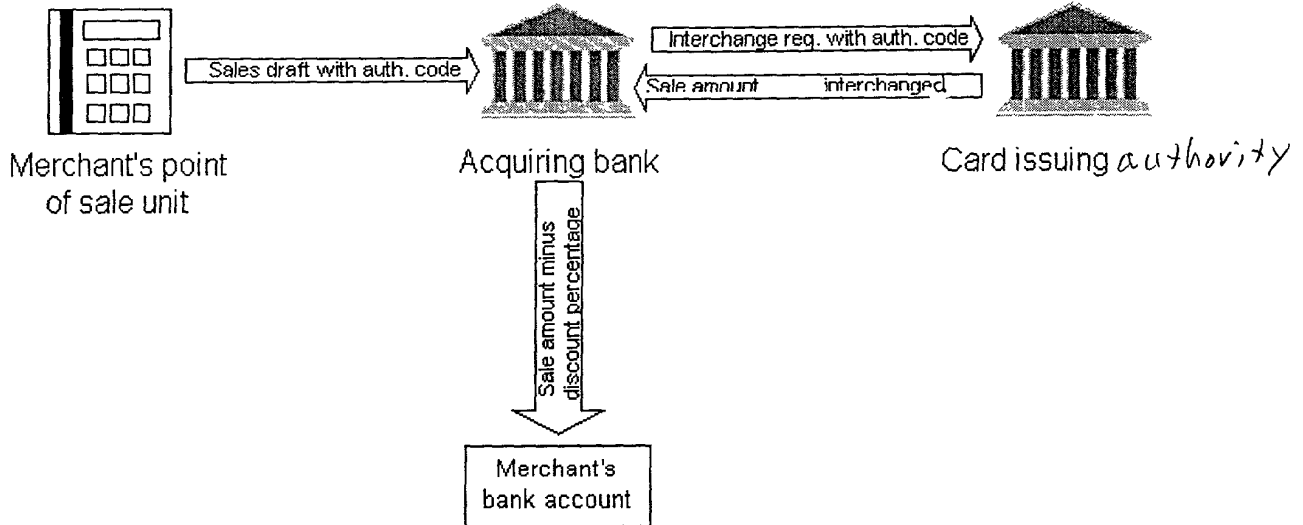 Sales draft with auth. code
Interchange req. with auth. code
Sale amount interchanged
Merchant's point
of sale unit
Acquiring bank
Card issuing authority
Sale amount minus
discount percentage
Merchant's
bank account